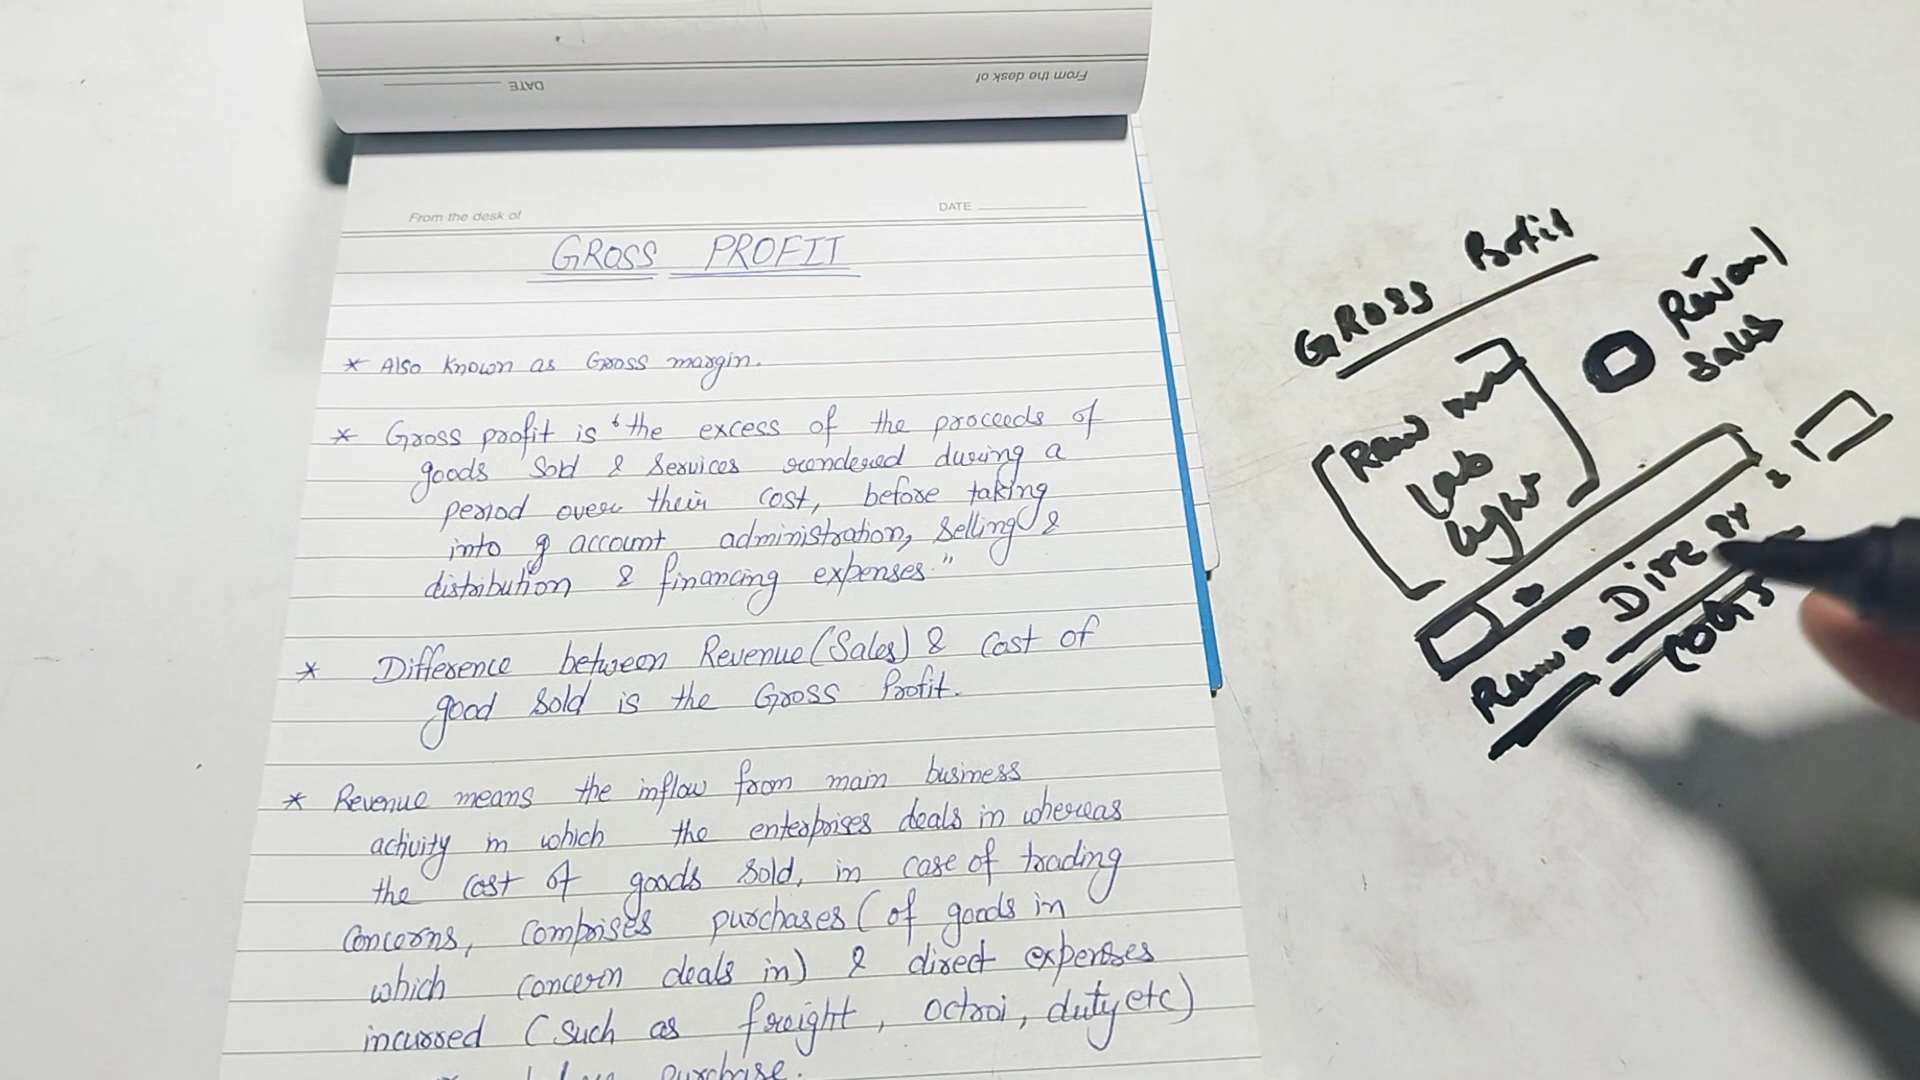 From the desk of
DATE
From the desk of
DATE
GROSS PROFIT
* Also known as Gross margin.
* Gross profit is "the excess of the proceeds of
goods sold & services rendered during a
period over their cost, before taking
into account administration, selling &
distribution & financing expenses."
* Difference between Revenue (Sales) & Cost of
good sold is the Gross Profit.
* Revenue means the inflow from main business
activity in which the enterprises deals in whereas
the cost of goods sold, in case of trading
concerns, comprises purchases (of goods in
which concern deals in) & direct expenses
incurred (such as freight, octroi, duty etc)
purchase.
GROSS Profit
Sales
Raw
Lab
Costs